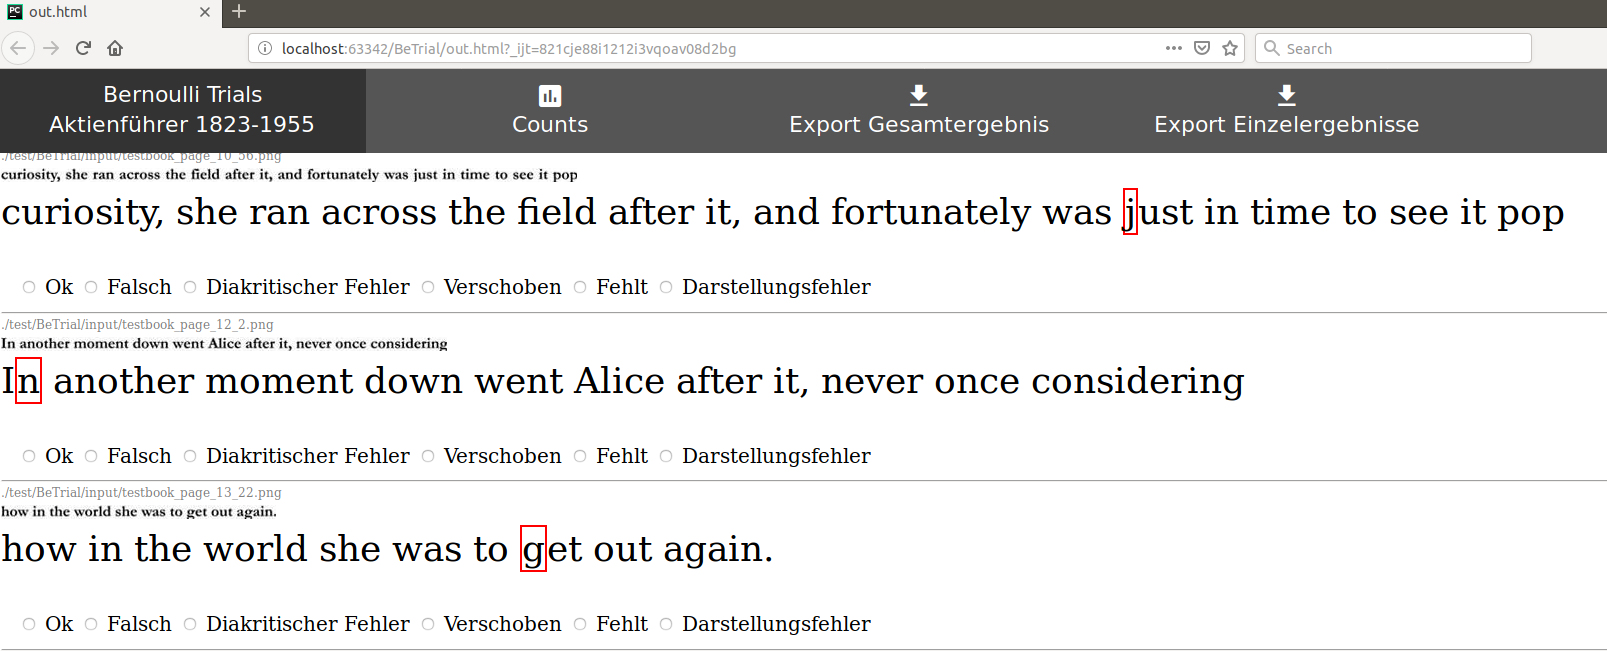 out.html
localhost:63342/BeTrial/out.html?_ijt=821cje88i1212i3vqoav08d2bg
Search
Bernoulli Trials
Aktienführer 1823-1955
Counts
Export Gesamtergebnis
Export Einzelergebnisse
./test/BeTrial/input/testbook_page_10_56.png
curiosity, she ran across the field after it, and fortunately was just in time to see it pop
curiosity, she ran across the field after it, and fortunately was just in time to see it pop
Ok Falsch Diakritischer Fehler Verschoben Fehlt Darstellungsfehler
./test/BeTrial/input/testbook_page_12_2.png
In another moment down went Alice after it, never once considering
In another moment down went Alice after it, never once considering
Ok Falsch Diakritischer Fehler Verschoben Fehlt Darstellungsfehler
./test/BeTrial/input/testbook_page_13_22.png
how in the world she was to get out again.
how in the world she was to get out again.
Ok Falsch Diakritischer Fehler Verschoben Fehlt Darstellungsfehler